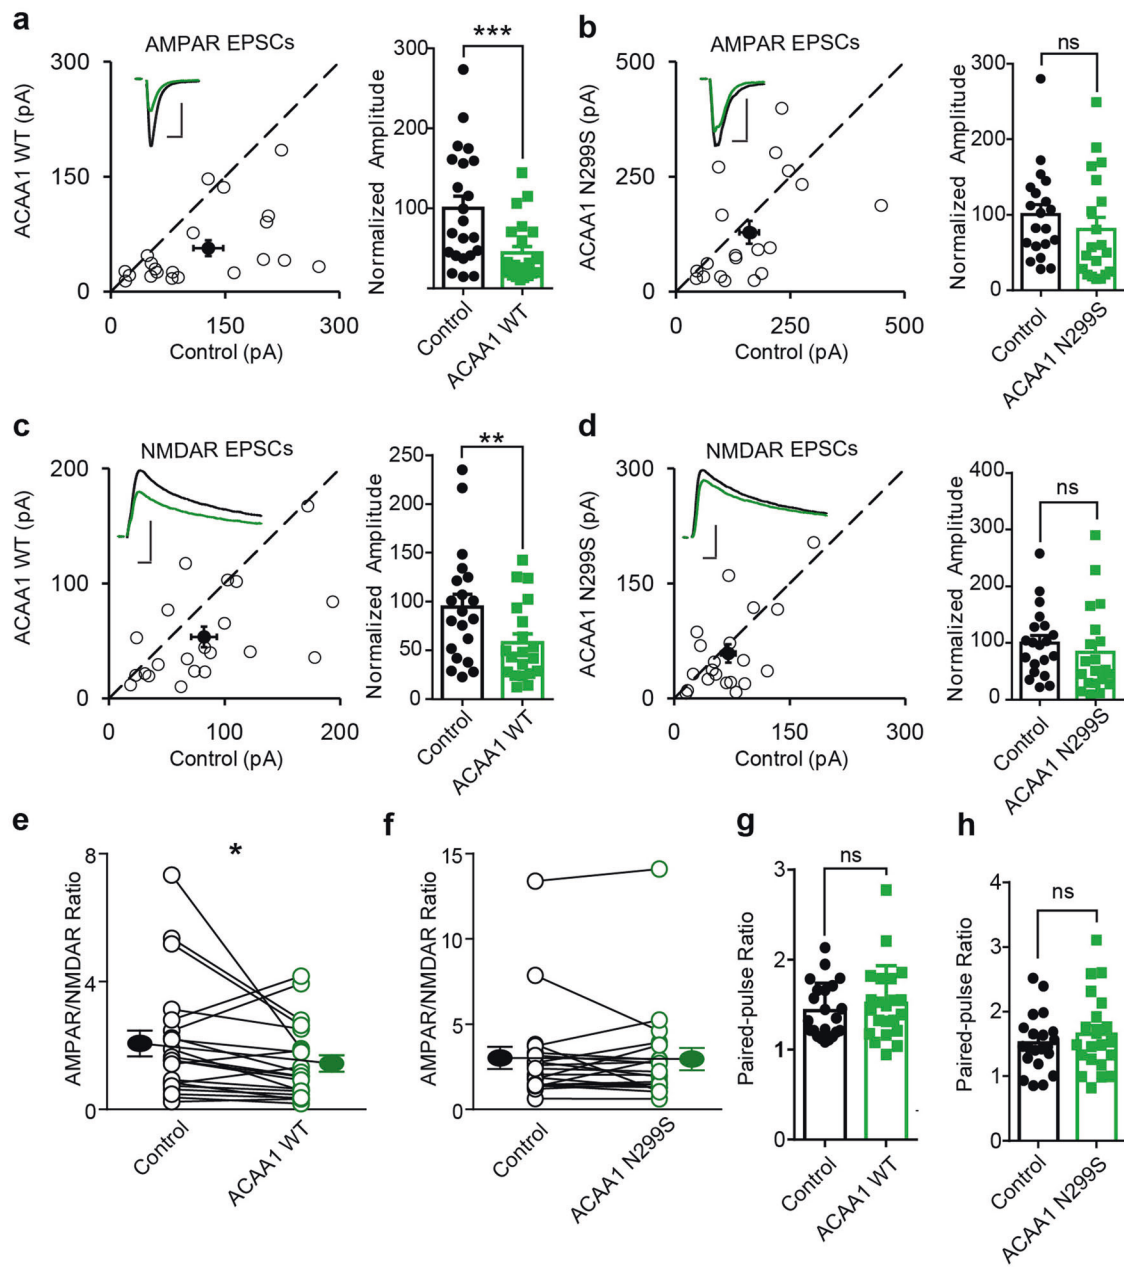 a
AMPAR EPSCs
ACAA1 WT (pA)
300
150
0
0
150
300
Control (pA)
Normalized Amplitude
300
200
100
***
Control
ACAA1 WT
b
AMPAR EPSCs
ACAA1 N299S (pA)
500
250
0
0
250
500
Control (pA)
Normalized Amplitude
300
200
100
0
ns
Control
ACAA1 N299S
c
NMDAR EPSCs
ACAA1 WT (pA)
200
100
0
0
100
200
Control (pA)
Normalized Amplitude
250
200
150
100
50
0
**
Control
ACAA1 WT
d
NMDAR EPSCs
ACAA1 N299S (pA)
300
150
0
0
150
300
Control (pA)
Normalized Amplitude
400
300
200
100
0
ns
Control
ACAA1 N299S
e
AMPAR/NMDAR Ratio
8
4
0
*
Control
ACAA1 WT
f
AMPAR/NMDAR Ratio
15
10
5
0
Control
ACAA1 N299S
g
Paired-pulse Ratio
3
2
1
0
ns
Control
ACAA1 WT
h
Paired-pulse Ratio
4
3
2
1
0
ns
Control
ACAA1 N299S